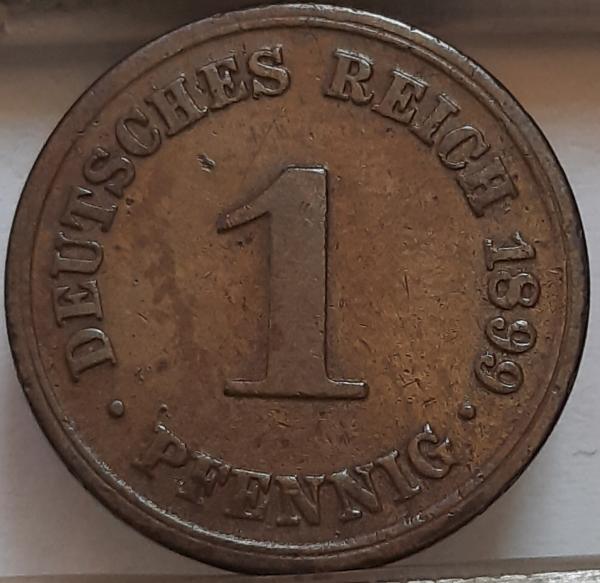 DEUTSCHES REICH 1899
1
· PFENNIG ·